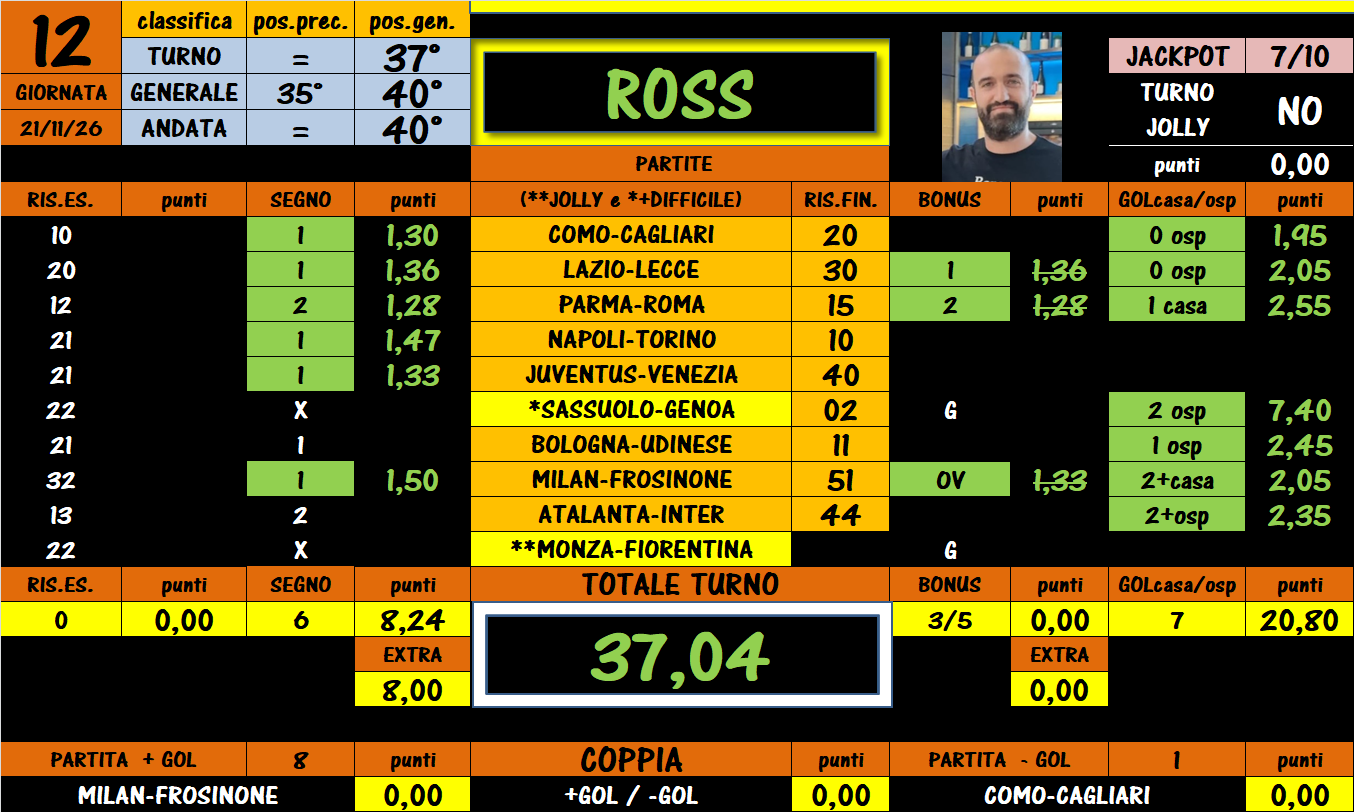 12 classifica pos.prec. pos.gen.
TURNO = 37°
GIORNATA GENERALE 35° 40°
21/11/26 ANDATA = 40°
ROSS
JACKPOT 7/10
TURNO JOLLY NO
punti 0,00
PARTITE
RIS.ES. punti SEGNO punti (**JOLLY e *+DIFFICILE) RIS.FIN. BONUS punti GOLcasa/osp punti
10 1 1,30 COMO-CAGLIARI 20 0 osp 1,95
20 1 1,36 LAZIO-LECCE 30 1 1,36 0 osp 2,05
12 2 1,28 PARMA-ROMA 15 2 1,28 1 casa 2,55
21 1 1,47 NAPOLI-TORINO 10
21 1 1,33 JUVENTUS-VENEZIA 40
22 X *SASSUOLO-GENOA 02 G 2 osp 7,40
21 1 BOLOGNA-UDINESE 11 1 osp 2,45
32 1 1,50 MILAN-FROSINONE 51 OV 1,33 2+casa 2,05
13 2 ATALANTA-INTER 44 2+osp 2,35
22 X **MONZA-FIORENTINA G
RIS.ES. punti SEGNO punti TOTALE TURNO BONUS punti GOLcasa/osp punti
0 0,00 6 8,24 37,04 3/5 0,00 7 20,80
EXTRA EXTRA
8,00 0,00
PARTITA + GOL 8 punti COPPIA punti PARTITA - GOL 1 punti
MILAN-FROSINONE 0,00 +GOL / -GOL 0,00 COMO-CAGLIARI 0,00